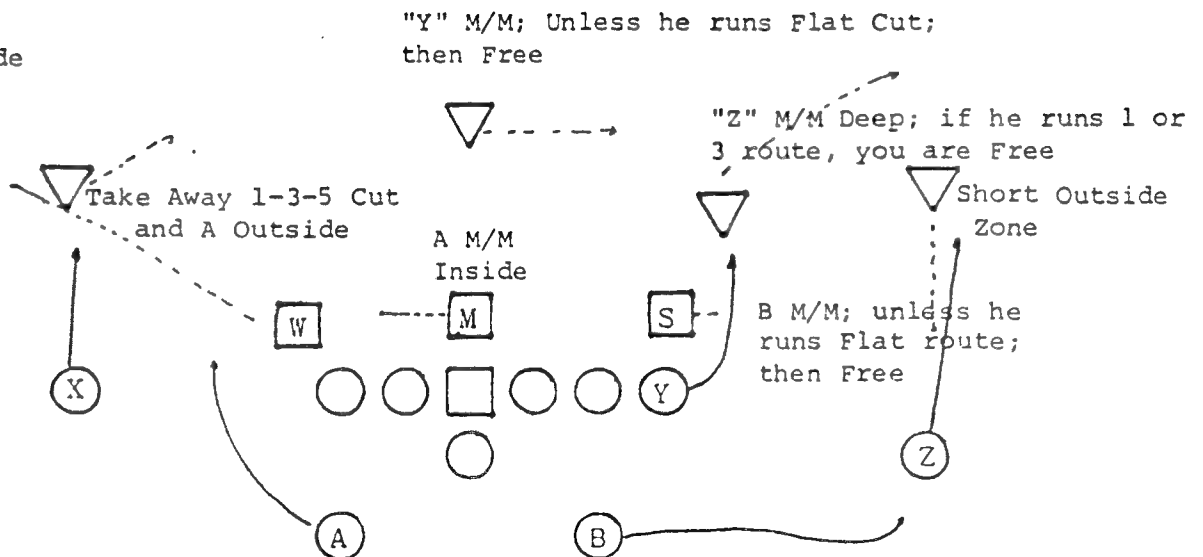 "Y" M/M; Unless he runs Flat Cut;
then Free
de
"Z" M/M Deep; if he runs 1 or
3 route, you are Free
Take Away 1-3-5 Cut
and A Outside
Short Outside
Zone
A M/M
Inside
W
M
S
B M/M; unless he
runs Flat route;
then Free
X
Y
Z
A
B